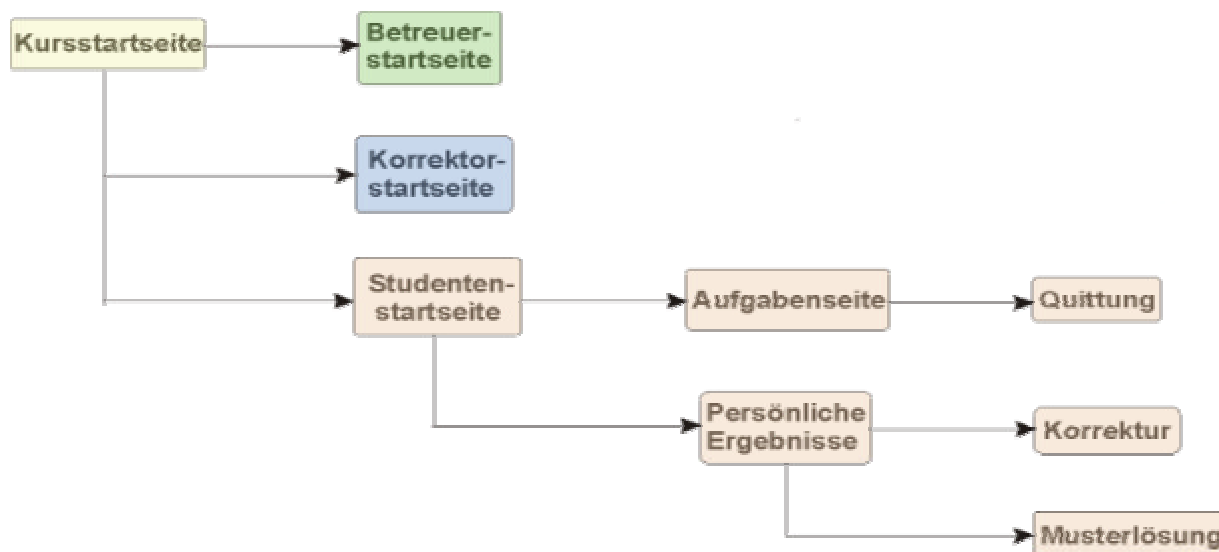 Kursstartseite
Betreuer-
startseite
Korrektor-
startseite
Studenten-
startseite
Aufgabenseite
Quittung
Persönliche
Ergebnisse
Korrektur
Musterlösung